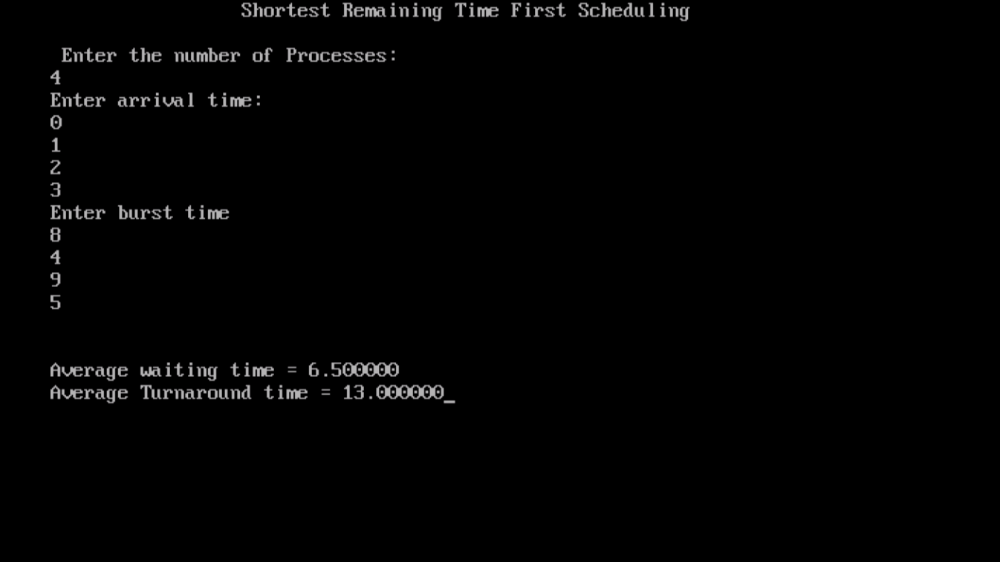 Shortest Remaining Time First Scheduling
Enter the number of Processes:
4
Enter arrival time:
0
1
2
3
Enter burst time
8
4
9
5
Average waiting time = 6.500000
Average Turnaround time = 13.000000_